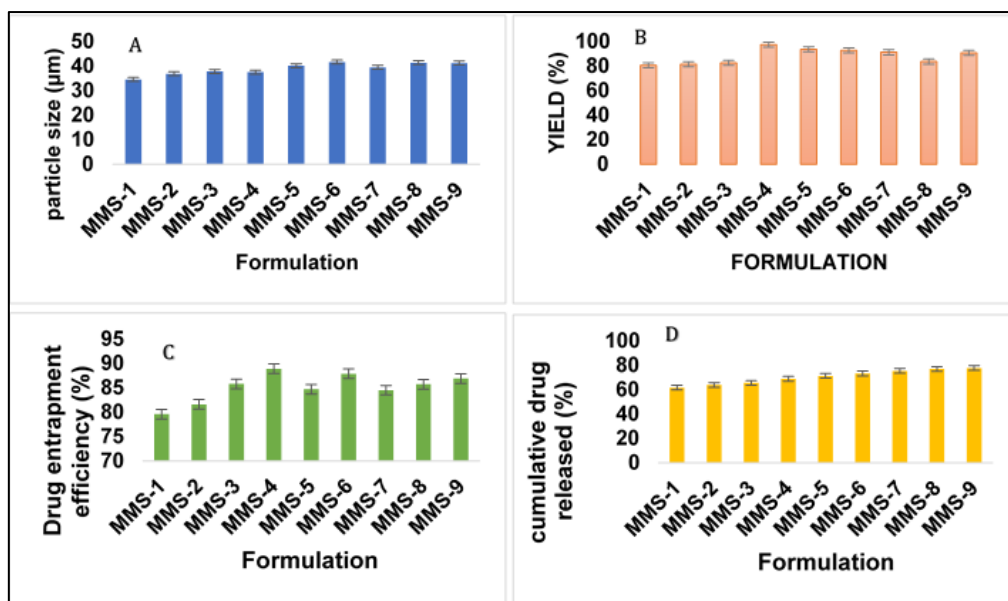 A
particle size (µm)
50
40
30
20
10
0
MMS-1
MMS-2
MMS-3
MMS-4
MMS-5
MMS-6
MMS-7
MMS-8
MMS-9
Formulation
B
YIELD (%)
100
80
60
40
20
0
MMS-1
MMS-2
MMS-3
MMS-4
MMS-5
MMS-6
MMS-7
MMS-8
MMS-9
FORMULATION
C
Drug entrapment
efficiency (%)
95
90
85
80
75
70
MMS-1
MMS-2
MMS-3
MMS-4
MMS-5
MMS-6
MMS-7
MMS-8
MMS-9
Formulation
D
cumulative drug
released (%)
100
80
60
40
20
0
MMS-1
MMS-2
MMS-3
MMS-4
MMS-5
MMS-6
MMS-7
MMS-8
MMS-9
Formulation